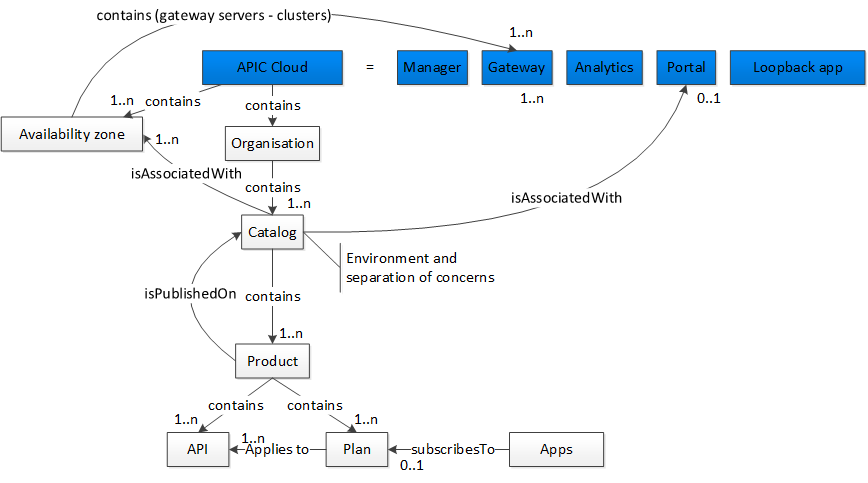 contains (gateway servers - clusters)
1..n
APIC Cloud
=
Manager
Gateway
Analytics
Portal
Loopback app
1..n
contains
contains
1..n
0..1
Availability zone
1..n
Organisation
isAssociatedWith
contains
1..n
isAssociatedWith
Catalog
Environment and
separation of concerns
isPublishedOn
contains
1..n
Product
contains
contains
1..n
1..n
1..n
API
Applies to
Plan
subscribesTo
Apps
0..1